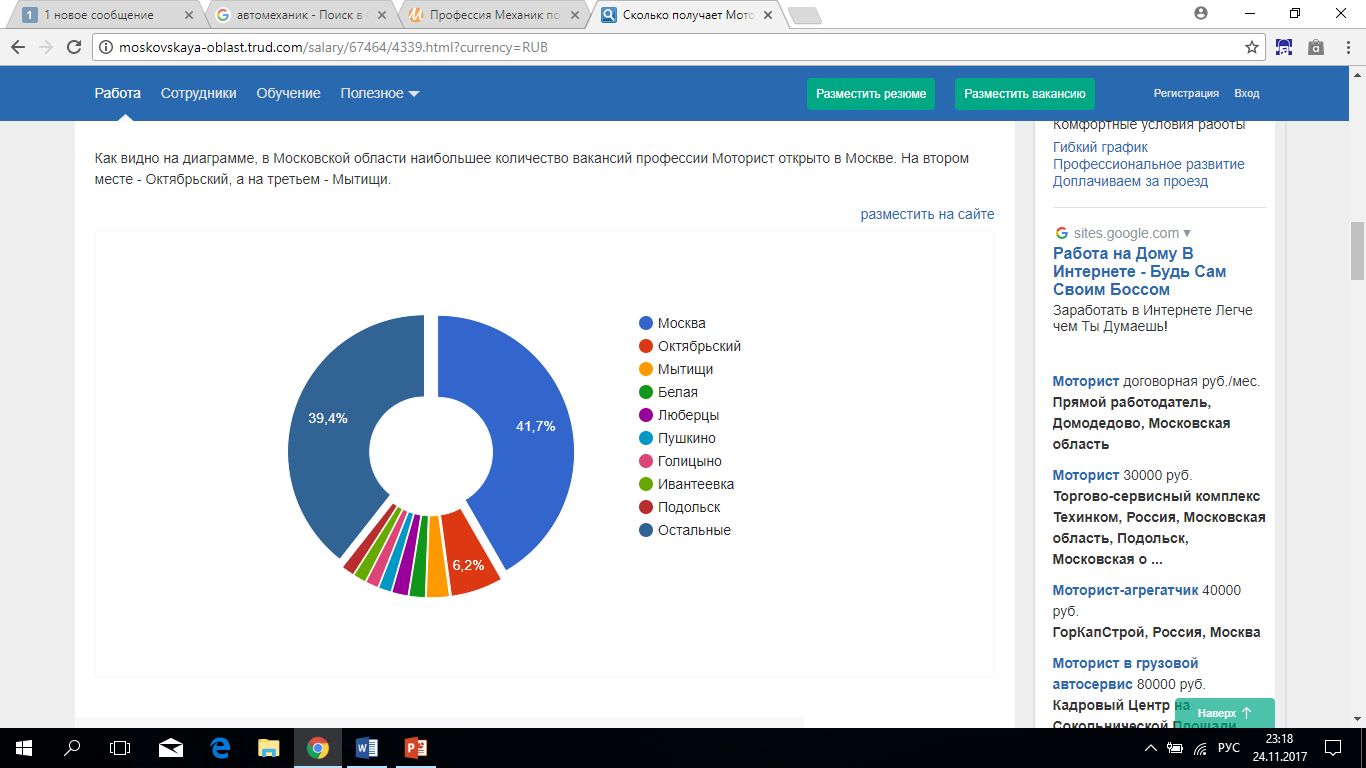 1 новое сообщение
автомеханик - Поиск в
Профессия Механик по
Сколько получает Мото
moskovskaya-oblast.trud.com/salary/67464/4339.html?currency=RUB
Работа Сотрудники Обучение Полезное Разместить резюме Разместить вакансию Регистрация Вход
Как видно на диаграмме, в Московской области наибольшее количество вакансий профессии Моторист открыто в Москве. На втором
месте - Октябрьский, а на третьем - Мытищи.
разместить на сайте
39,4%
41,7%
6,2%
Москва
Октябрьский
Мытищи
Белая
Люберцы
Пушкино
Голицыно
Ивантеевка
Подольск
Остальные
Комфортные условия работы
Гибкий график
Профессиональное развитие
Доплачиваем за проезд
sites.google.com
Работа на Дому В
Интернете - Будь Сам
Своим Боссом
Заработать в Интернете Легче
чем Ты Думаешь!
Моторист договорная руб./мес.
Прямой работодатель,
Домодедово, Московская
область
Моторист 30000 руб.
Торгово-сервисный комплекс
Техинком, Россия, Московская
область, Подольск,
Московская о ...
Моторист-агрегатчик 40000
руб.
ГорКапСтрой, Россия, Москва
Моторист в грузовой
автосервис 80000 руб.
Кадровый Центр на
Сокольнической Площади
Наверх
РУС
23:18
24.11.2017